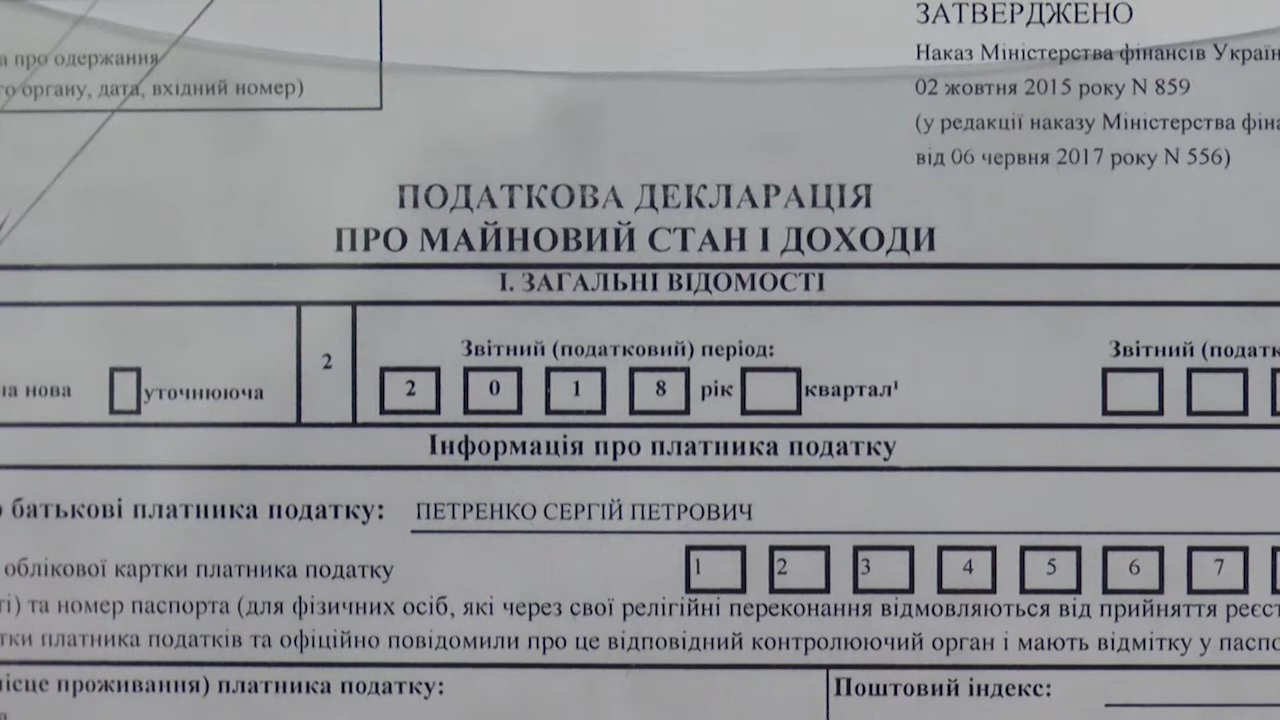 ЗАТВЕРДЖЕНО
а про одержання
Наказ Міністерства фінансів Україн
го органу, дата, вхідний номер)
02 жовтня 2015 року N 859
(у редакції наказу Міністерства фіна
від 06 червня 2017 року N 556)
ПОДАТКОВА ДЕКЛАРАЦІЯ
ПРО МАЙНОВИЙ СТАН І ДОХОДИ
І. ЗАГАЛЬНІ ВІДОМОСТІ
2
Звітний (податковий) період:
Звітний (податк
на нова
уточнююча
2 0 1 8 рік квартал¹
Інформація про платника податку
о батькові платника податку: ПЕТРЕНКО СЕРГІЙ ПЕТРОВИЧ
облікової картки платника податку 1 2 3 4 5 6 7
ті) та номер паспорта (для фізичних осіб, які через свої релігійні переконання відмовляються від прийняття реєст
тки платника податків та офіційно повідомили про це відповідний контролюючий орган і мають відмітку у паспо
ісце проживання) платника податку:
Поштовий індекс: